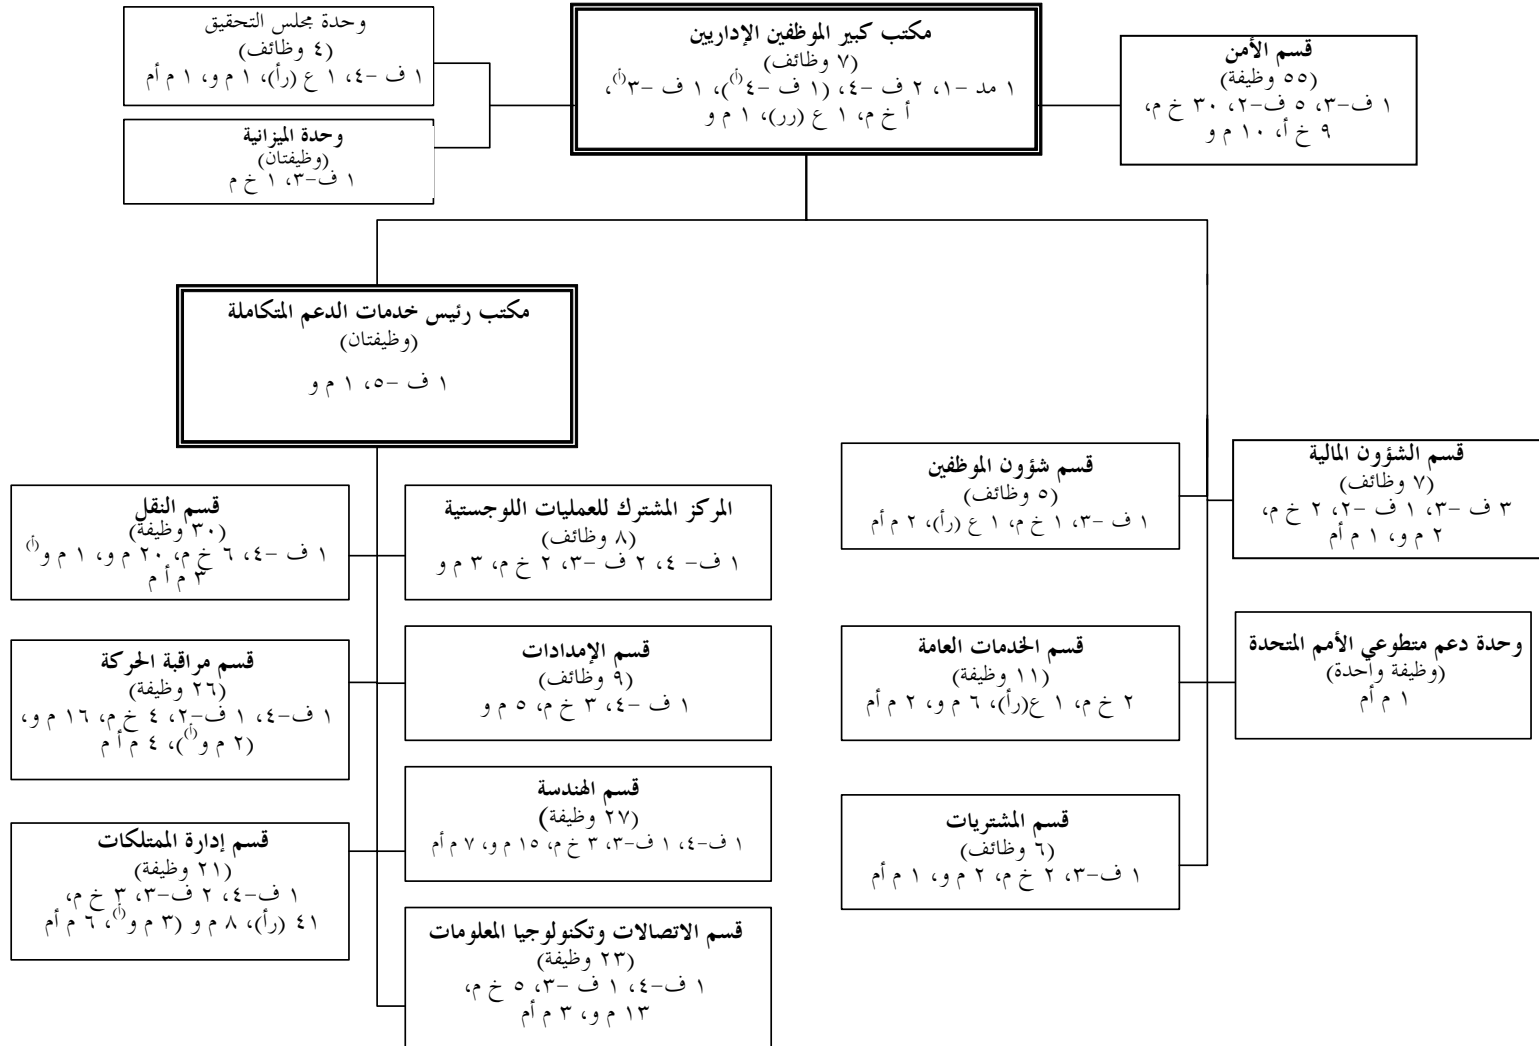 وحدة مجلس التحقيق
(٤ وظائف)
١ ف -٤، ١ ع (رأ)، ١ م و، ١ م أم
مكتب كبير الموظفين الإداريين
(٧ وظائف)
١ مد -١، ٢ ف -٤، (١ ف -٤(أ)، ١ ف -٣(أ)،
أ خ م، ١ ع (رر)، ١ م و
قسم الأمن
(٥٥ وظيفة)
١ ف-٣، ٥ ف-٢، ٣٠ خ م،
٩ خ أ، ١٠ م و
وحدة الميزانية
(وظيفتان)
١ ف-٣، ١ خ م
مكتب رئيس خدمات الدعم المتكاملة
(وظيفتان)
١ ف -٥، ١ م و
قسم شؤون الموظفين
(٥ وظائف)
١ ف -٣، ١ خ م، ١ ع (رأ)، ٢ م أم
قسم الشؤون المالية
(٧ وظائف)
٣ ف -٣، ١ ف -٢، ٢ خ م،
٢ م و، ١ م أم
المركز المشترك للعمليات اللوجستية
(٨ وظائف)
١ ف- ٤، ٢ ف -٣، ٢ خ م، ٣ م و
قسم النقل
(٣٠ وظيفة)
١ ف -٤، ٦ خ م، ٢٠ م و، ١ م و(أ)
٣ م أ م
قسم الخدمات العامة
(١١ وظيفة)
٢ خ م، ١ ع(رأ)، ٦ م و، ٢ م أم
وحدة دعم متطوعي الأمم المتحدة
(وظيفة واحدة)
١ م أم
قسم الإمدادات
(٩ وظائف)
١ ف -٤، ٣ خ م، ٥ م و
قسم مراقبة الحركة
(٢٦ وظيفة)
١ ف-٤، ١ ف-٢، ٤ خ م، ١٦ م و،
(٢ م و(أ))، ٤ م أ م
قسم المشتريات
(٦ وظائف)
١ ف-٣، ٢ خ م، ٢ م و، ١ م أم
قسم الهندسة
(٢٧ وظيفة)
١ ف-٤، ١ ف-٣، ٣ خ م، ١٥ م و، ٧ م أم
قسم إدارة الممتلكات
(٢١ وظيفة)
١ ف-٤، ٢ ف-٣، ٣ خ م،
٤١ (رأ)، ٨ م و (٣ م و(أ)، ٦ م أم
قسم الاتصالات وتكنولوجيا المعلومات
(٢٣ وظيفة)
١ ف-٤، ١ ف -٣، ٥ خ م،
١٣ م و، ٣ م أم